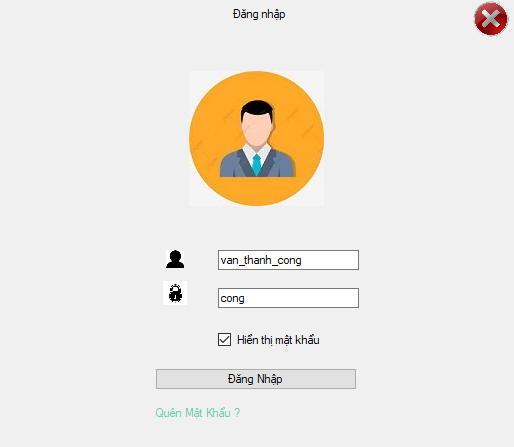 Đăng nhập
van_thanh_cong
cong
Hiển thị mật khẩu
Đăng Nhập
Quên Mật Khẩu ?